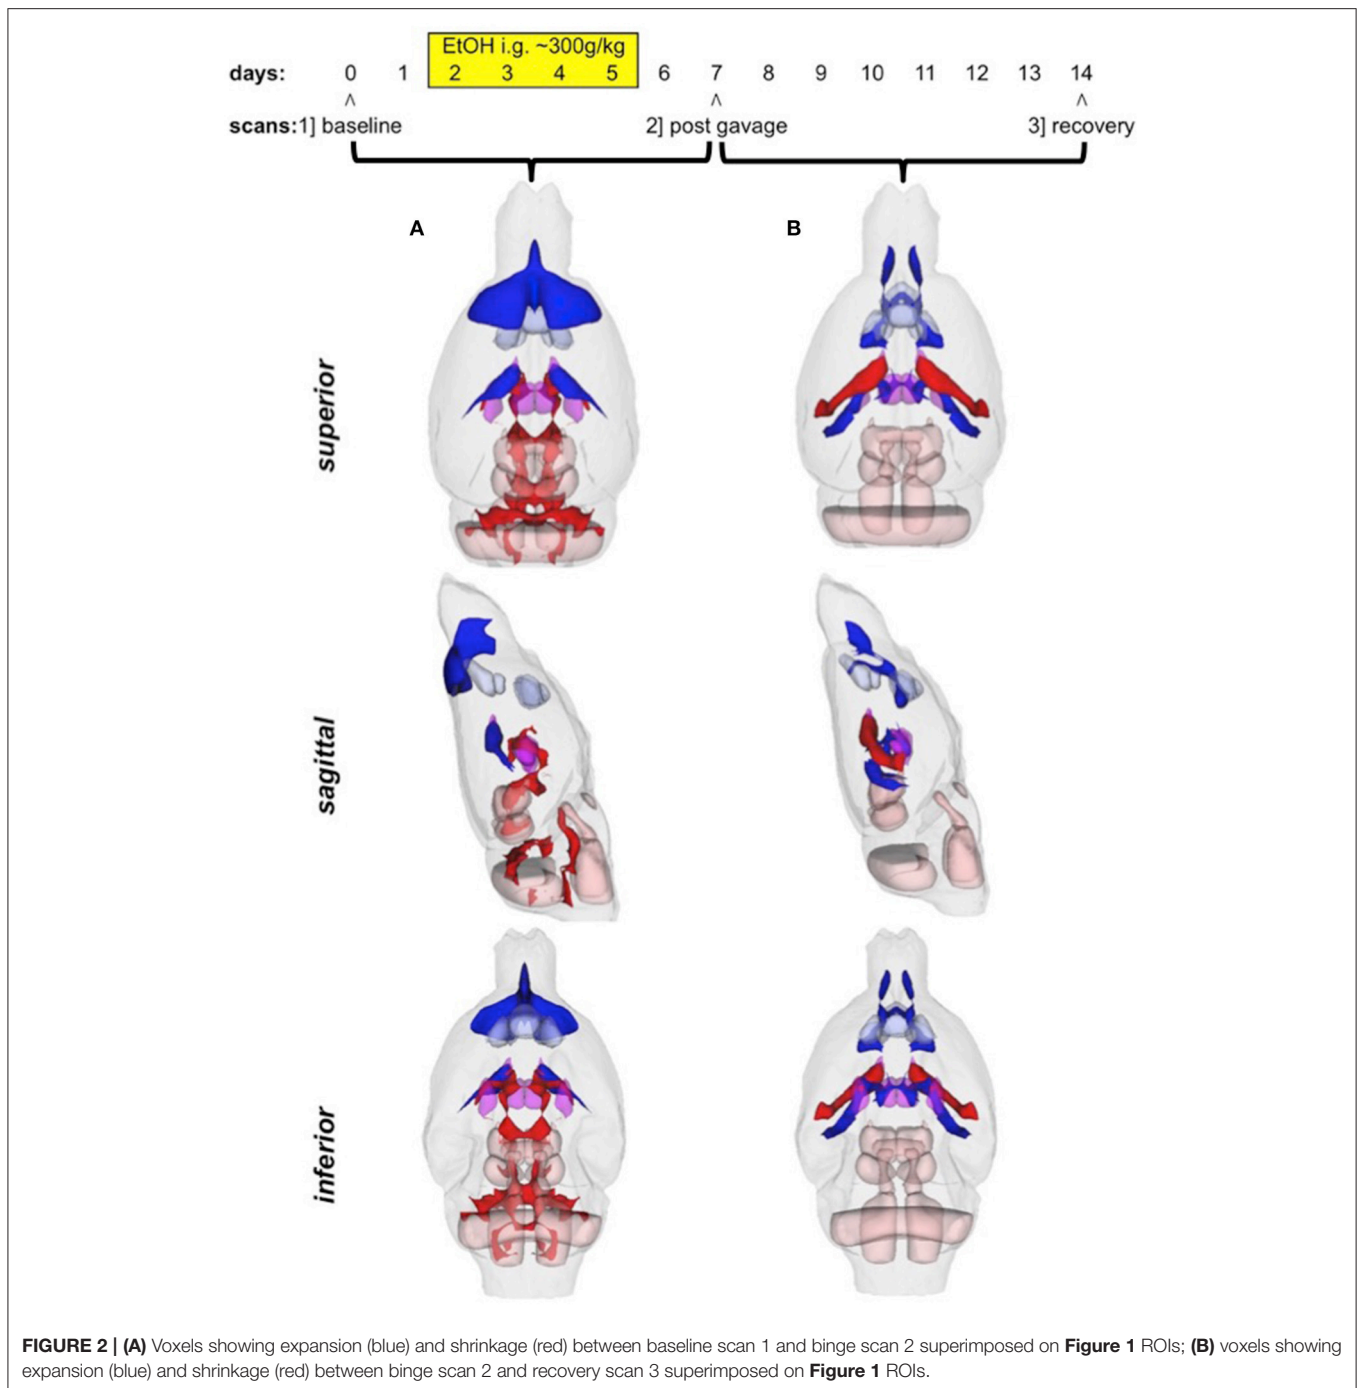 EtOH i.g. ~300g/kg
days: 0 1 2 3 4 5 6 7 8 9 10 11 12 13 14
^ ^ ^
scans:1] baseline 2] post gavage 3] recovery
A B
superior
sagittal
inferior
FIGURE 2 | (A) Voxels showing expansion (blue) and shrinkage (red) between baseline scan 1 and binge scan 2 superimposed on Figure 1 ROIs; (B) voxels showing
expansion (blue) and shrinkage (red) between binge scan 2 and recovery scan 3 superimposed on Figure 1 ROIs.